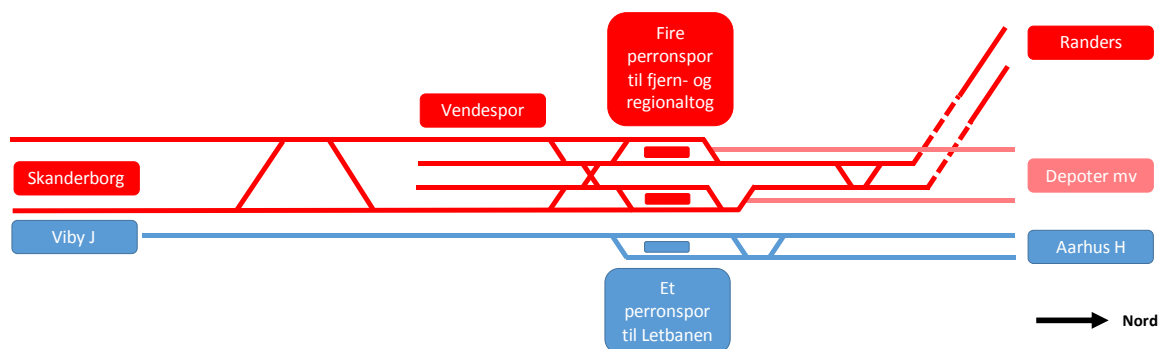 Fire
perronspor
til fjern- og
regionaltog
Randers
Vendespor
Skanderborg
Depoter mv
Viby J
Aarhus H
Et
perronspor
til Letbanen
Nord